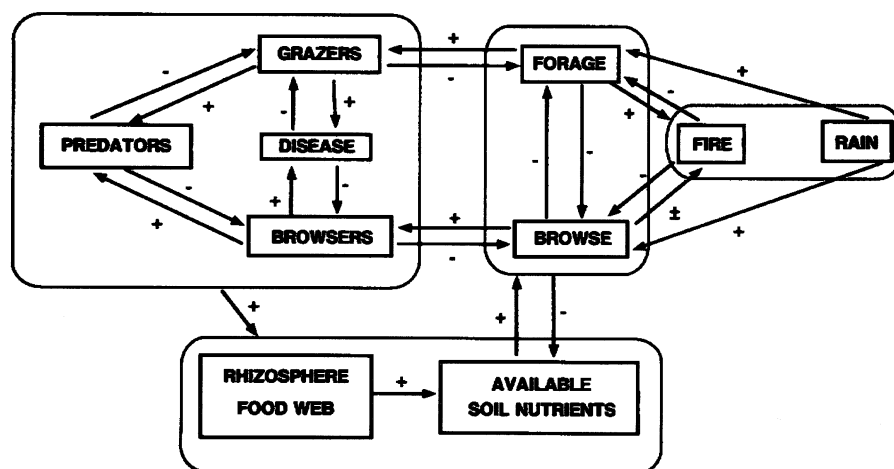 GRAZERS
+
-
FORAGE
+
-
-
+
+
-
+
PREDATORS
-
+
DISEASE
-
-
FIRE
RAIN
-
+
+
-
-
±
+
BROWSERS
+
-
BROWSE
+
+
-
RHIZOSPHERE
FOOD WEB
+
AVAILABLE
SOIL NUTRIENTS